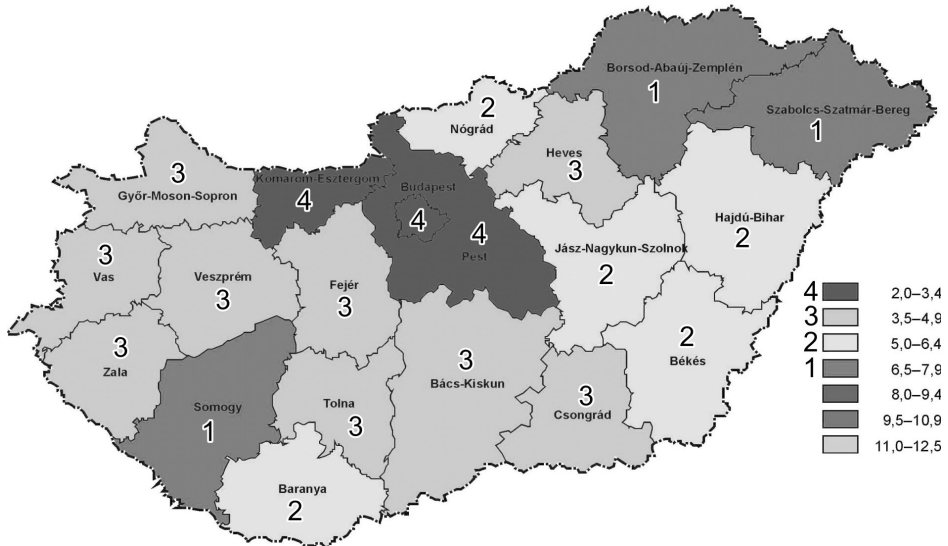 Borsod-Abaúj-Zemplén
1
2
Nógrád
Szabolcs-Szatmár-Bereg
1
Heves
3
3
Győr-Moson-Sopron
Komárom-Esztergom
4
Budapest
4
4
Pest
Hajdú-Bihar
2
Jász-Nagykun-Szolnok
2
3
Vas
Veszprém
3
Fejér
3
3
Zala
3
Bács-Kiskun
2
Békés
Somogy
1
Tolna
3
3
Csongrád
Baranya
2
4 2,0–3,4
3 3,5–4,9
2 5,0–6,4
1 6,5–7,9
8,0–9,4
9,5–10,9
11,0–12,5